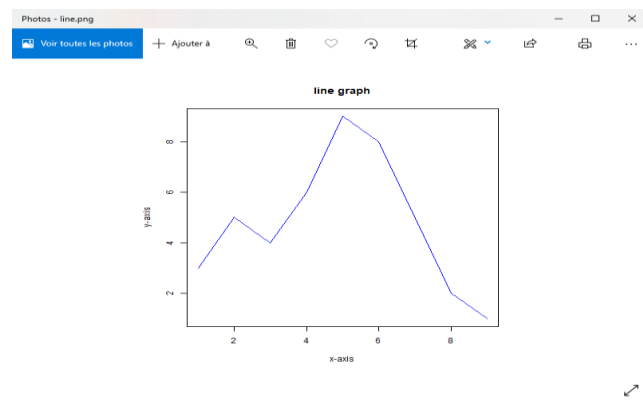 Photos - line.png
Voir toutes les photos
Ajouter à
line graph
8
6
4
2
y-axis
2 4 6 8
x-axis